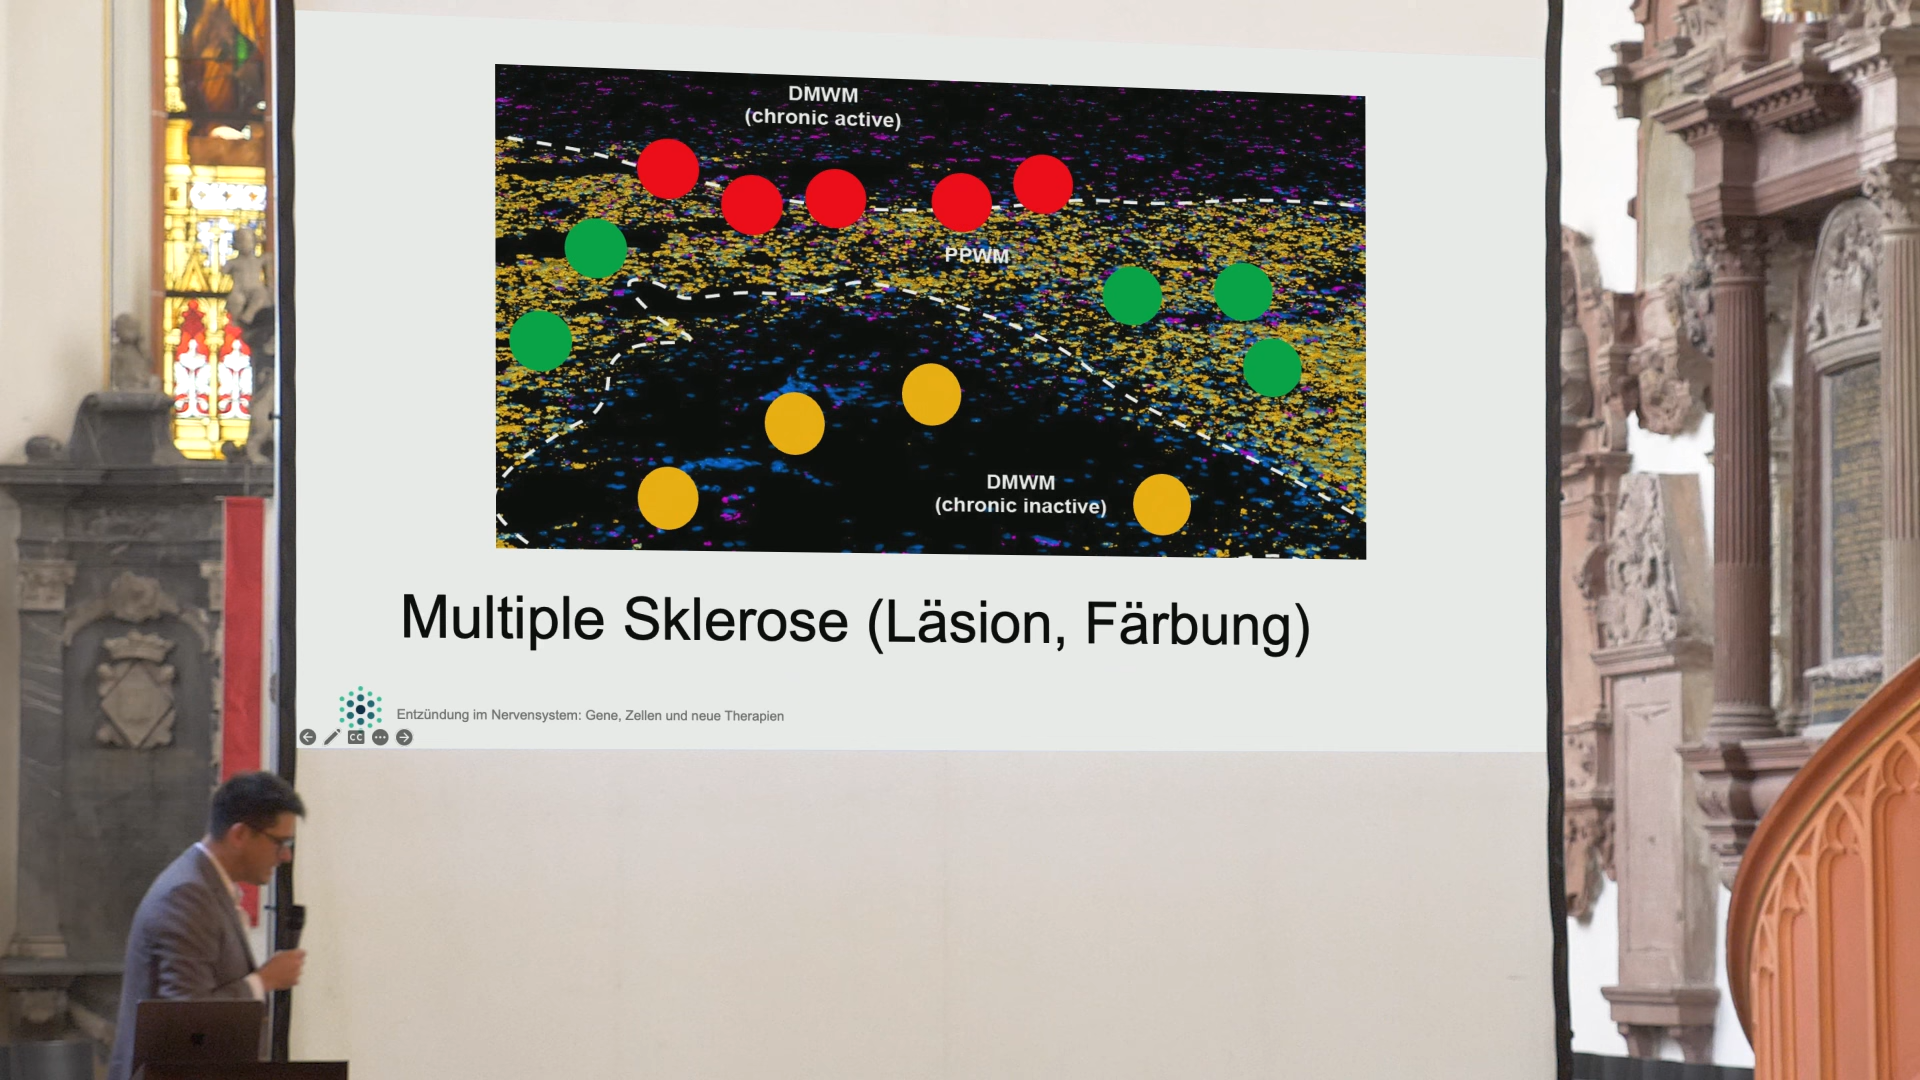 DMWM
(chronic active)
PPWM
DMWM
(chronic inactive)
Multiple Sklerose (Läsion, Färbung)
Entzündung im Nervensystem: Gene, Zellen und neue Therapien
CC